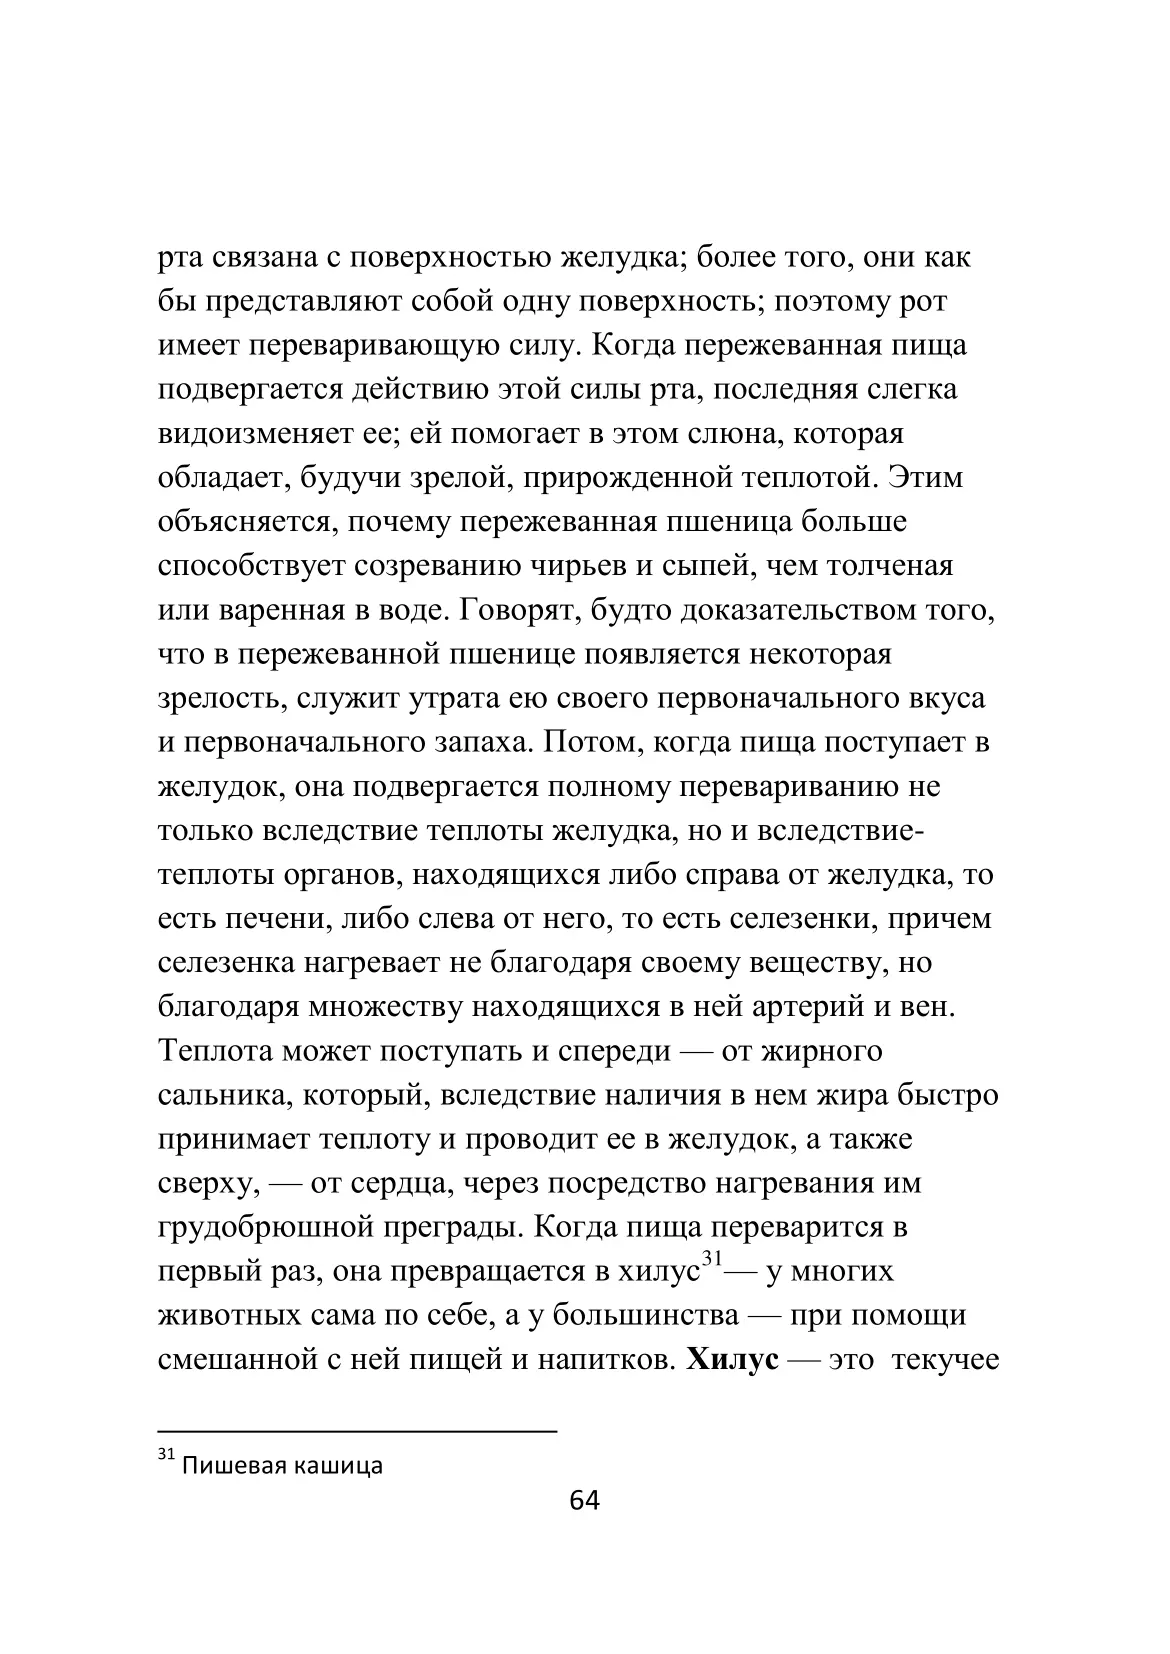 рта связана с поверхностью желудка; более того, они как
бы представляют собой одну поверхность; поэтому рот
имеет переваривающую силу. Когда пережеванная пища
подвергается действию этой силы рта, последняя слегка
видоизменяет ее; ей помогает в этом слюна, которая
обладает, будучи зрелой, прирожденной теплотой. Этим
объясняется, почему пережеванная пшеница больше
способствует созреванию чирьев и сыпей, чем толченая
или варенная в воде. Говорят, будто доказательством того,
что в пережеванной пшенице появляется некоторая
зрелость, служит утрата ею своего первоначального вкуса
и первоначального запаха. Потом, когда пища поступает в
желудок, она подвергается полному перевариванию не
только вследствие теплоты желудка, но и вследствие-
теплоты органов, находящихся либо справа от желудка, то
есть печени, либо слева от него, то есть селезенки, причем
селезенка нагревает не благодаря своему веществу, но
благодаря множеству находящихся в ней артерий и вен.
Теплота может поступать и спереди — от жирного
сальника, который, вследствие наличия в нем жира быстро
принимает теплоту и проводит ее в желудок, а также
сверху, — от сердца, через посредство нагревания им
грудобрюшной преграды. Когда пища переварится в
первый раз, она превращается в хилус31— у многих
животных сама по себе, а у большинства — при помощи
смешанной с ней пищей и напитков. Хилус — это  текучее
31 Пишевая кашица
64